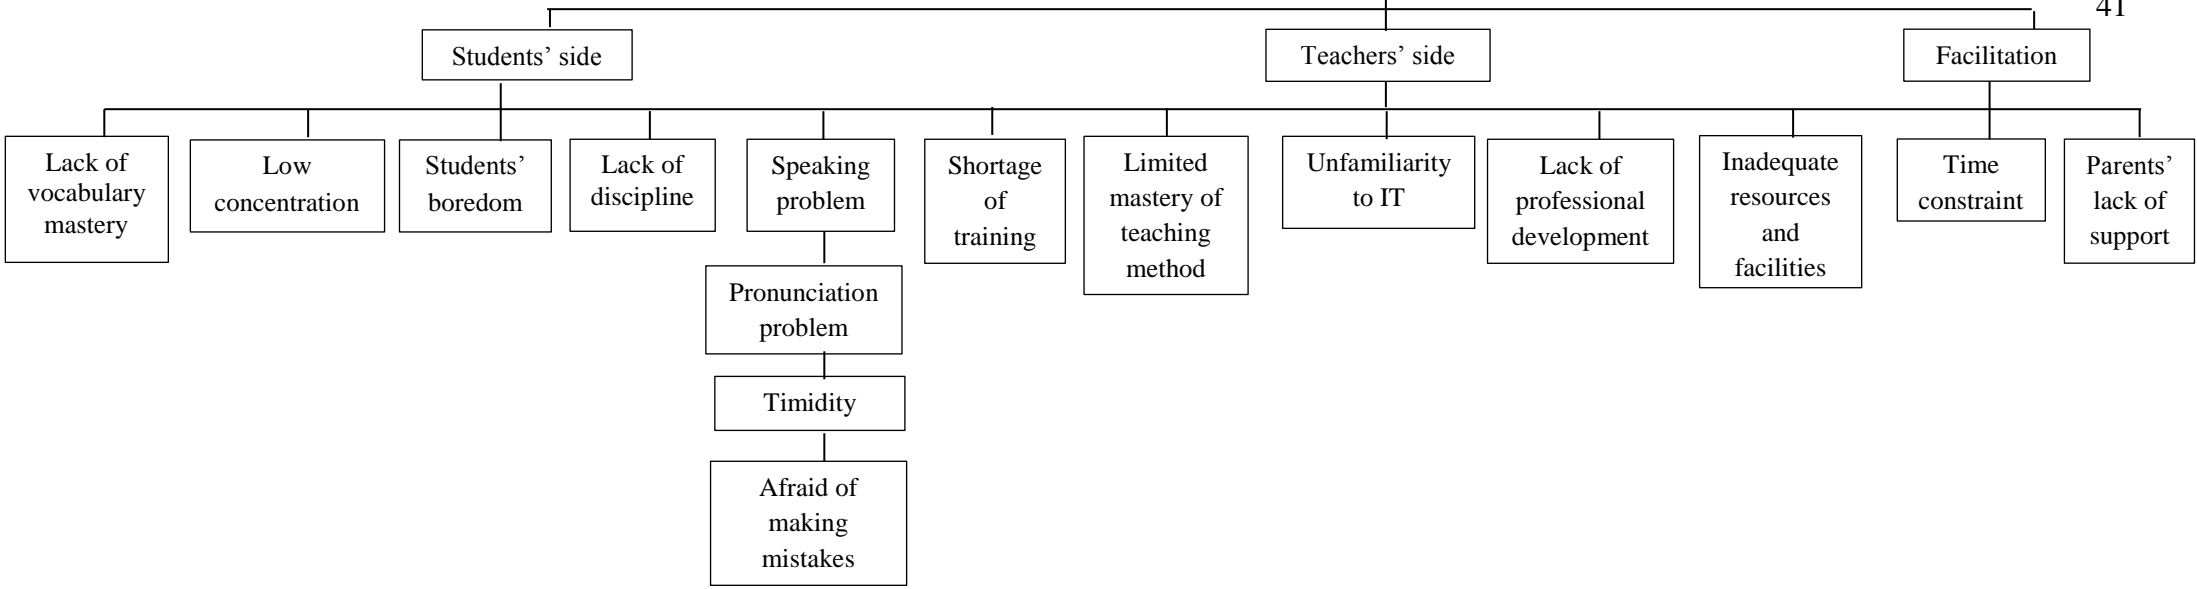 41
Students’ side
Teachers’ side
Facilitation
Lack of
vocabulary
mastery
Low
concentration
Students’
boredom
Lack of
discipline
Speaking
problem
Shortage
of
training
Limited
mastery of
teaching
method
Unfamiliarity
to IT
Lack of
professional
development
Inadequate
resources
and
facilities
Time
constraint
Parents’
lack of
support
Pronunciation
problem
Timidity
Afraid of
making
mistakes